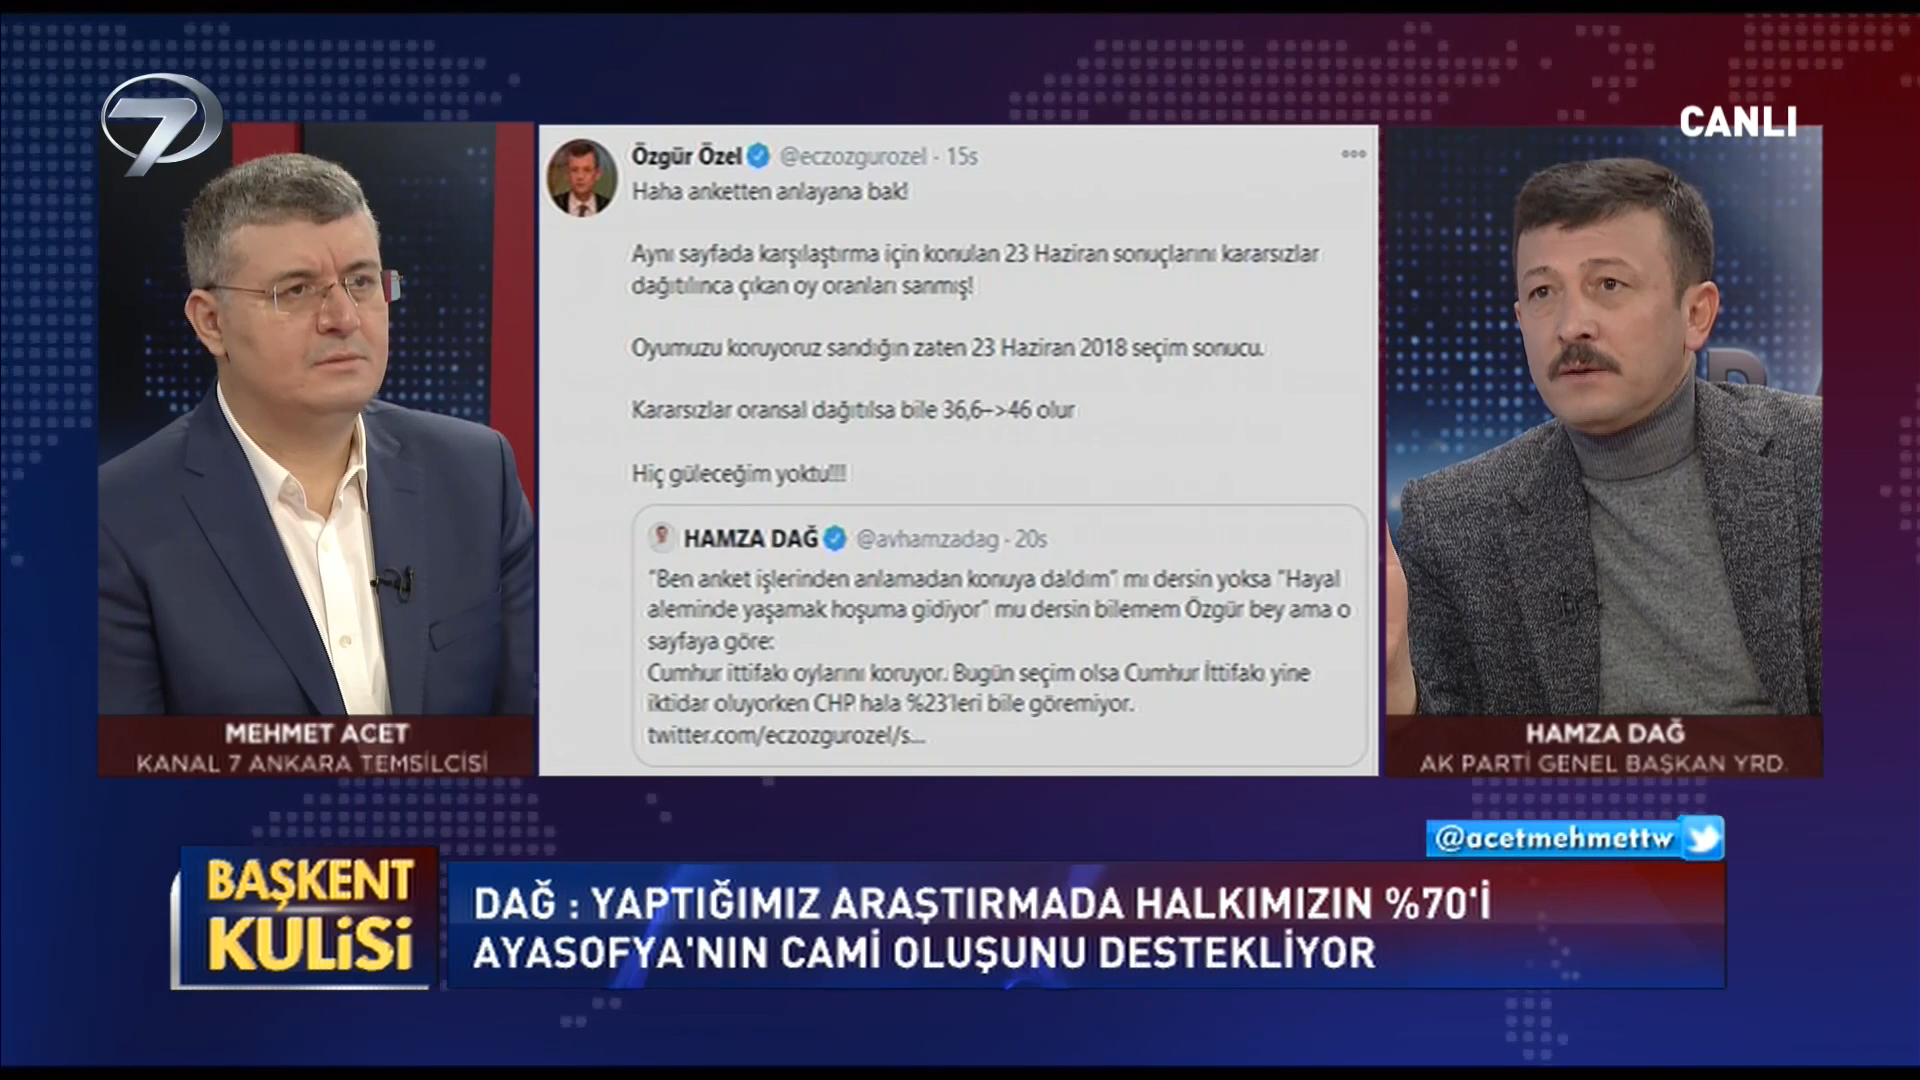 7
CANLI
Özgür Özel @eczozgurozel · 15s
Haha anketten anlayana bak!
Aynı sayfada karşılaştırma için konulan 23 Haziran sonuçlarını kararsızlar
dağıtılınca çıkan oy oranları sanmış!
Oyumuzu koruyoruz sandığın zaten 23 Haziran 2018 seçim sonucu.
Kararsızlar oransal dağıtılsa bile 36,6-->46 olur
Hiç güleceğim yoktu!!!
HAMZA DAĞ @avhamzadag · 20s
"Ben anket işlerinden anlamadan konuya daldım" mı dersin yoksa "Hayal
aleminde yaşamak hoşuma gidiyor" mu dersin bilemem Özgür bey ama o
sayfaya göre:
Cumhur ittifakı oylarını koruyor. Bugün seçim olsa Cumhur İttifakı yine
iktidar oluyorken CHP hala %23'leri bile göremiyor.
twitter.com/eczozgurozel/s...
MEHMET ACET
KANAL 7 ANKARA TEMSİLCİSİ
HAMZA DAĞ
AK PARTİ GENEL BAŞKAN YRD.
@acetmehmettw
BAŞKENT
KULİSİ
DAĞ : YAPTIĞIMIZ ARAŞTIRMADA HALKIMIZIN %70'İ
AYASOFYA'NIN CAMİ OLUŞUNU DESTEKLİYOR